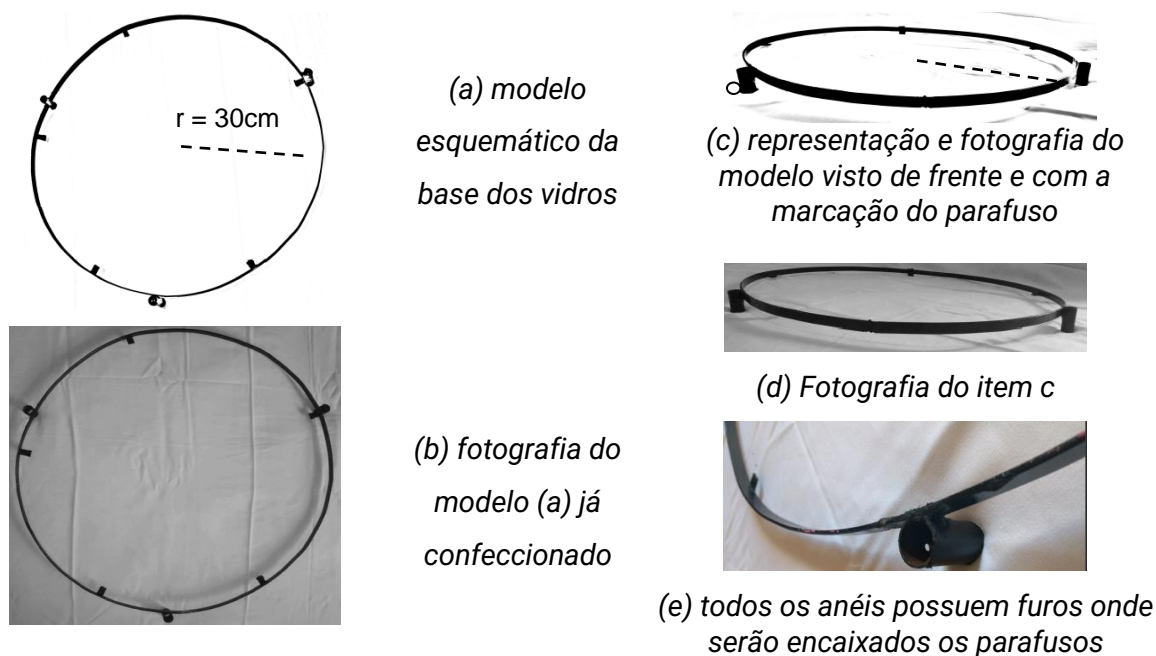 r = 30cm
(a) modelo
esquemático da
base dos vidros
(b) fotografia do
modelo (a) já
confeccionado
(c) representação e fotografia do
modelo visto de frente e com a
marcação do parafuso
(d) Fotografia do item c
(e) todos os anéis possuem furos onde
serão encaixados os parafusos